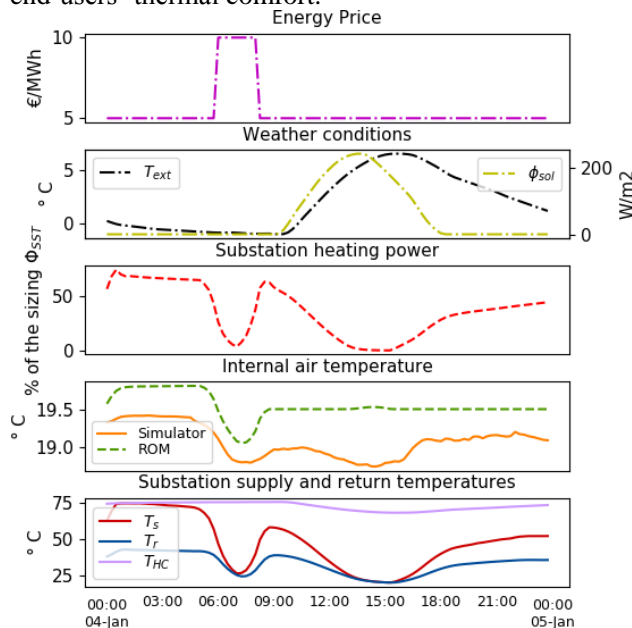 end-users' thermal comfort.
Energy Price
10
5
€/MWh
Weather conditions
5
0
° C
T_ext
ϕ_sol
200
0
W/m2
Substation heating power
50
0
% of the sizing Φ_SST
Internal air temperature
19.5
19.0
° C
Simulator
ROM
Substation supply and return temperatures
75
50
25
° C
T_s
T_r
T_HC
00:00 03:00 06:00 09:00 12:00 15:00 18:00 21:00 00:00
04-Jan 05-Jan